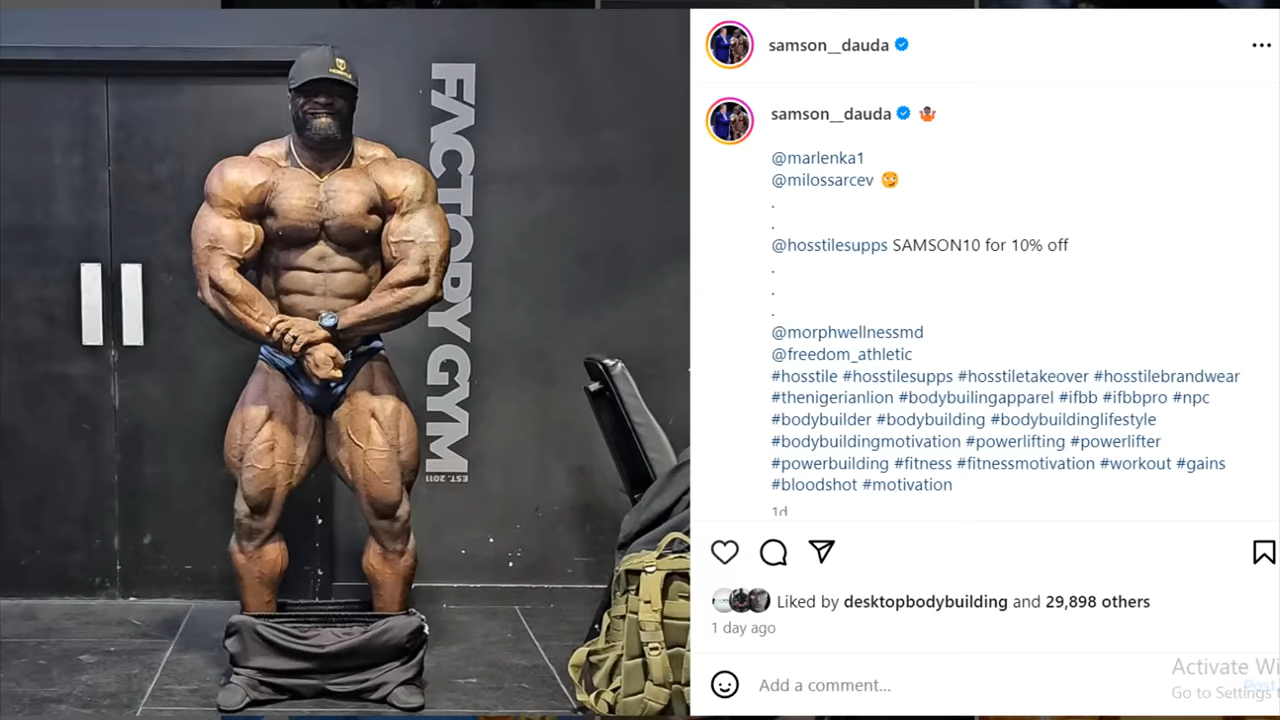 HOSSTILE
FACTORY GYM
EST. 2011
samson__dauda
samson__dauda 🤷🏾‍♂️
@marlenka1
@milossarcev 😏
.
.
@hosstilesupps SAMSON10 for 10% off
.
.
.
@morphwellnessmd
@freedom_athletic
#hosstile #hosstilesupps #hosstiletakeover #hosstilebrandwear
#thenigerianlion #bodybuilingapparel #ifbb #ifbbpro #npc
#bodybuilder #bodybuilding #bodybuildinglifestyle
#bodybuildingmotivation #powerlifting #powerlifter
#powerbuilding #fitness #fitnessmotivation #workout #gains
#bloodshot #motivation
1d
Liked by desktopbodybuilding and 29,898 others
1 day ago
Add a comment...
Activate Wi
Post
Go to Settings